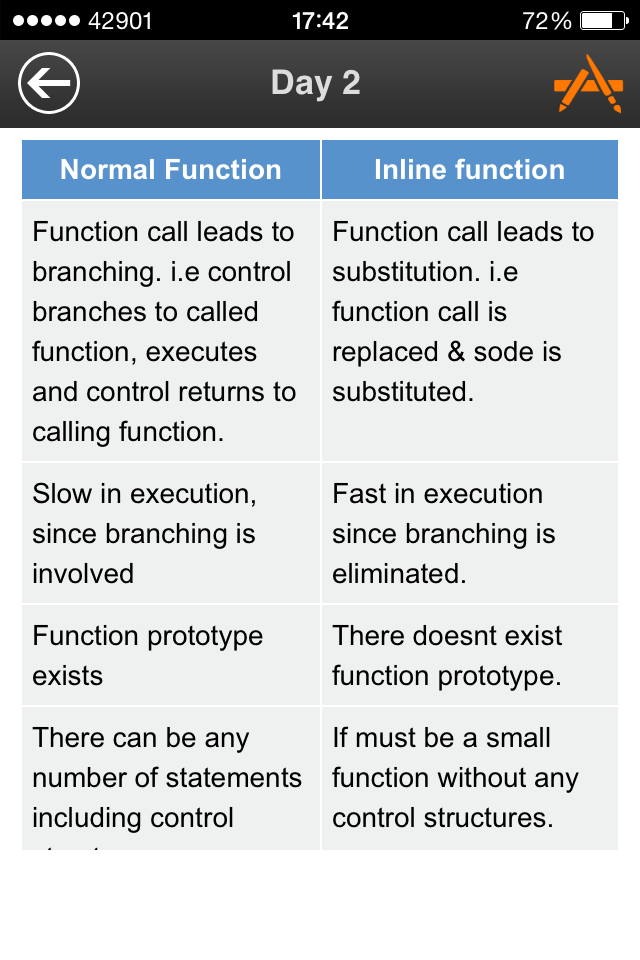 42901 17:42 72%
Day 2
Normal Function
Inline function
Function call leads to
branching. i.e control
branches to called
function, executes
and control returns to
calling function.
Function call leads to
substitution. i.e
function call is
replaced & sode is
substituted.
Slow in execution,
since branching is
involved
Fast in execution
since branching is
eliminated.
Function prototype
exists
There doesnt exist
function prototype.
There can be any
number of statements
including control
If must be a small
function without any
control structures.